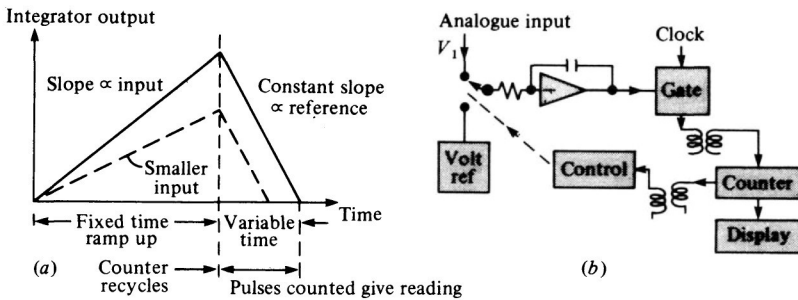 Integrator output
Slope ∝ input
Constant slope
∝ reference
Smaller
input
Time
Fixed time
ramp up
Variable
time
(a)
Counter
recycles
Pulses counted give reading
Analogue input
V₁
Clock
Gate
Volt
ref
Control
Counter
Display
(b)